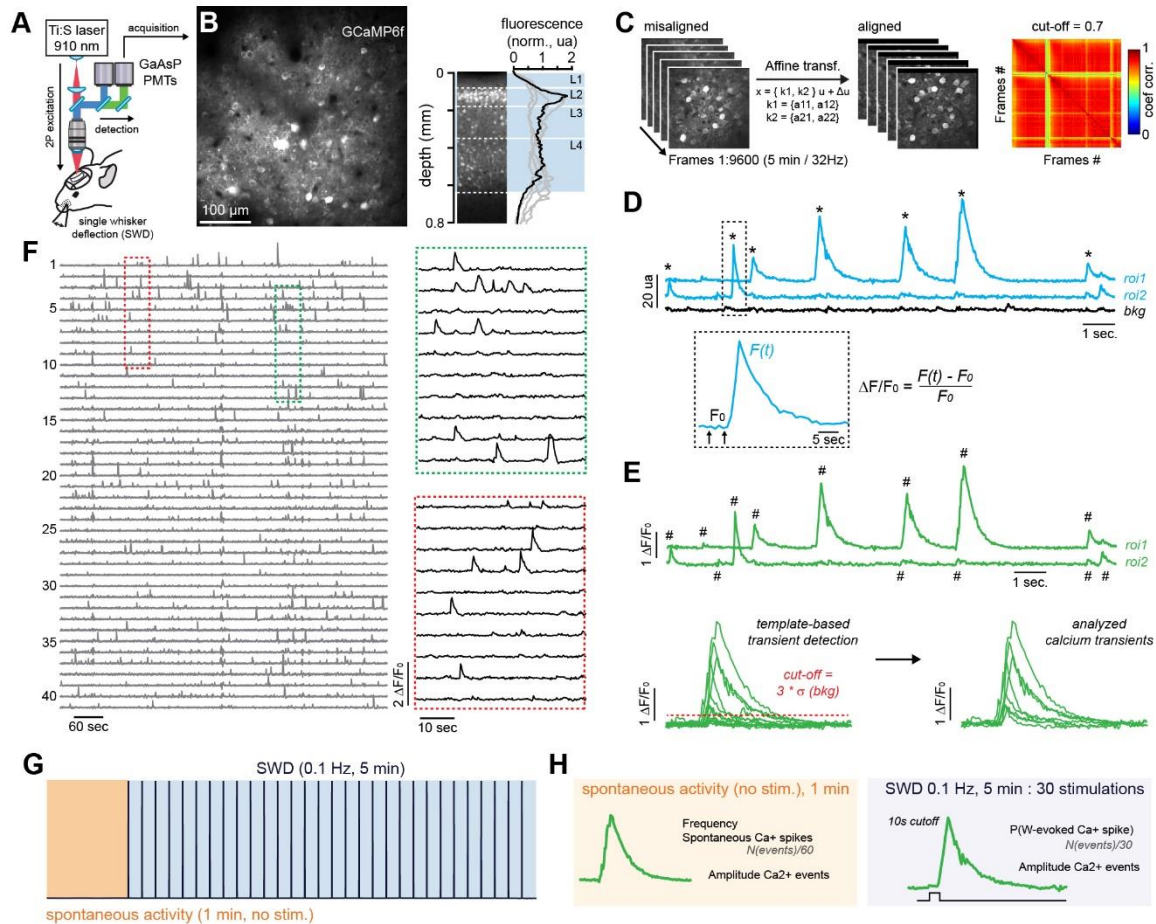 A
Ti:S laser
910 nm
acquisition
GaAsP
PMTs
2P excitation
detection
single whisker
deflection (SWD)
B
GCaMP6f
100 µm
fluorescence
(norm., ua)
0 1 2
0
depth (mm)
0.8
L1
L2
L3
L4
C
misaligned
aligned
cut-off = 0.7
Affine transf.
x = { k1, k2 } u + Δu
k1 = {a11, a12}
k2 = {a21, a22}
Frames 1:9600 (5 min / 32Hz)
Frames #
Frames #
1
0
coef corr.
D
* * * * * * *
20 ua
roi1
roi2
bkg
1 sec.
F(t)
F₀
5 sec
ΔF/F₀ = F(t) - F₀
F₀
E
# # # # # # # #
1 ΔF/F₀
roi1
roi2
# # # # #
1 sec.
template-based
transient detection
cut-off =
3 * σ (bkg)
1 ΔF/F₀
analyzed
calcium transients
1 ΔF/F₀
F
1
5
10
15
20
25
30
35
40
60 sec
2 ΔF/F₀
10 sec
G
SWD (0.1 Hz, 5 min)
spontaneous activity (1 min, no stim.)
H
spontaneous activity (no stim.), 1 min
Frequency
Spontaneous Ca+ spikes
N(events)/60
Amplitude Ca2+ events
SWD 0.1 Hz, 5 min : 30 stimulations
10s cutoff
P(W-evoked Ca+ spike)
N(events)/30
Amplitude Ca2+ events